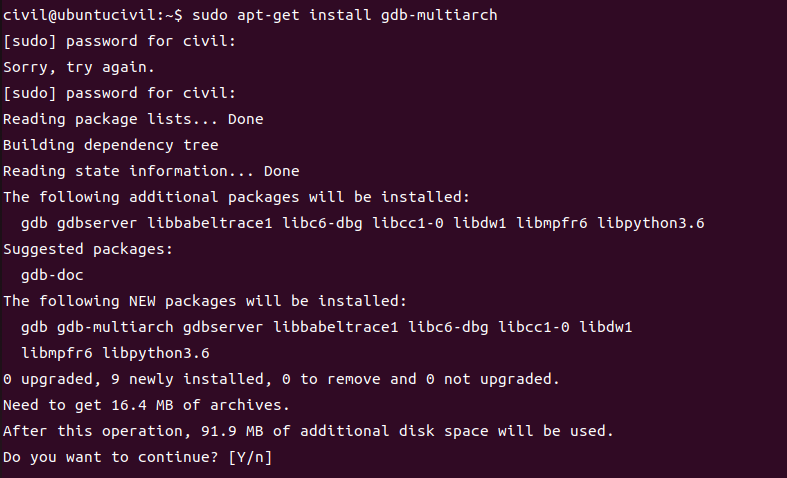 civil@ubuntucivil:~$ sudo apt-get install gdb-multiarch
[sudo] password for civil:
Sorry, try again.
[sudo] password for civil:
Reading package lists... Done
Building dependency tree
Reading state information... Done
The following additional packages will be installed:
  gdb gdbserver libbabeltrace1 libc6-dbg libcc1-0 libdw1 libmpfr6 libpython3.6
Suggested packages:
  gdb-doc
The following NEW packages will be installed:
  gdb gdb-multiarch gdbserver libbabeltrace1 libc6-dbg libcc1-0 libdw1
  libmpfr6 libpython3.6
0 upgraded, 9 newly installed, 0 to remove and 0 not upgraded.
Need to get 16.4 MB of archives.
After this operation, 91.9 MB of additional disk space will be used.
Do you want to continue? [Y/n]